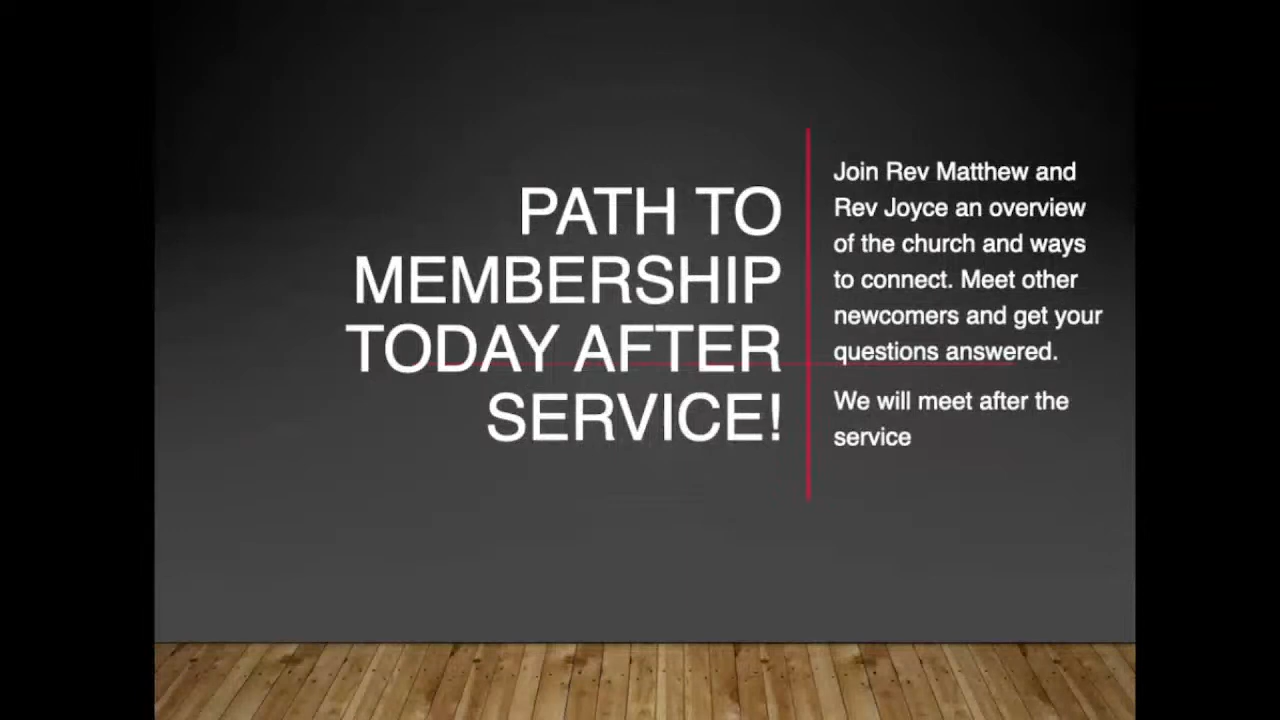 PATH TO
MEMBERSHIP
TODAY AFTER
SERVICE!
Join Rev Matthew and
Rev Joyce an overview
of the church and ways
to connect. Meet other
newcomers and get your
questions answered.
We will meet after the
service